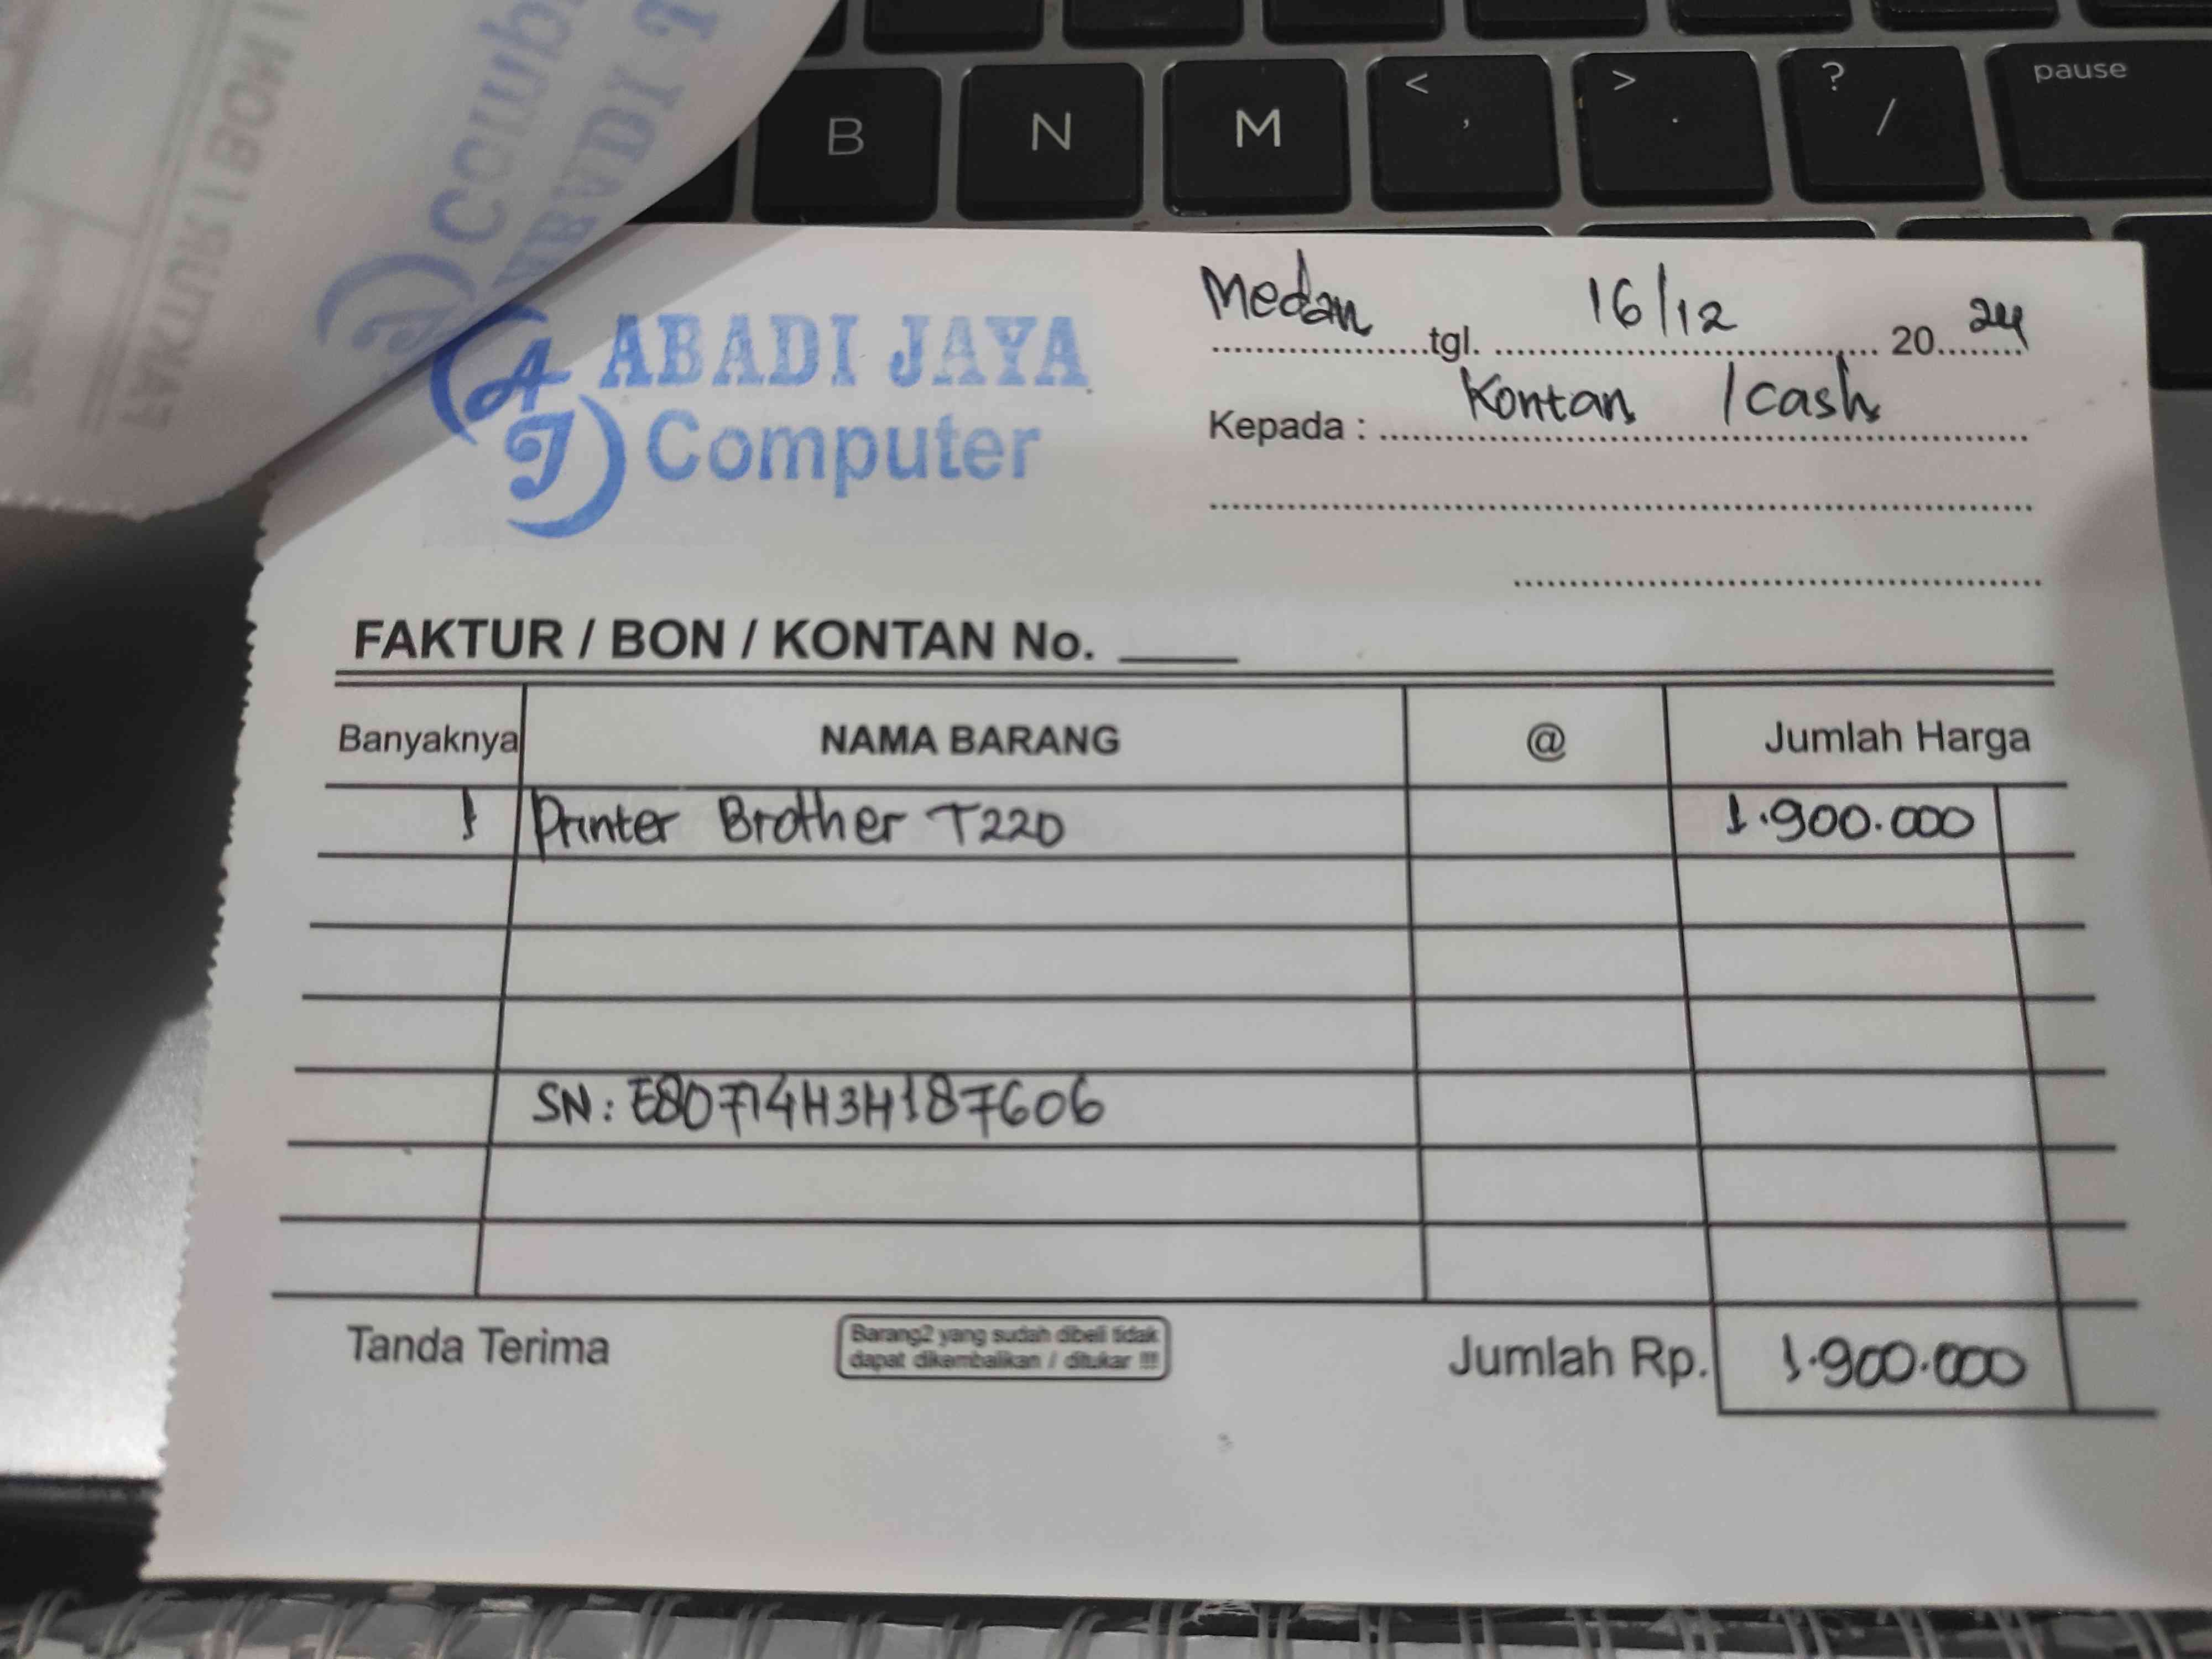 B N M < , > . ? / pause
ABADI JAYA
Computer
Medan tgl. 16/12 20 24
Kepada : Kontan / cash
FAKTUR / BON / KONTAN No.
Banyaknya NAMA BARANG @ Jumlah Harga
1 Printer Brother T220 1.900.000
SN: E80714H3H187606
Tanda Terima
Barang2 yang sudah dibeli tidak
dapat dikembalikan / ditukar !!!
Jumlah Rp. 1.900.000